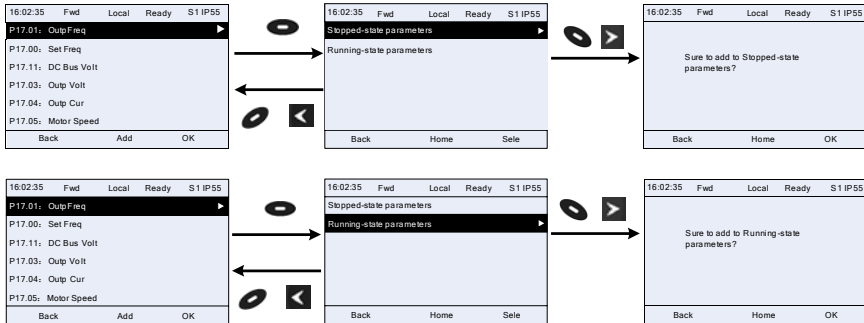 16:02:35 Fwd Local Ready S1 IP55
P17.01: OutpFreq
P17.00: Set Freq
P17.11: DC Bus Volt
P17.03: Outp Volt
P17.04: Outp Cur
P17.05: Motor Speed
Back Add OK
16:02:35 Fwd Local Ready S1 IP55
Stopped-state parameters
Running-state parameters
Back Home Sele
16:02:35 Fwd Local Ready S1 IP55
Sure to add to Stopped-state
parameters?
Back Home OK
16:02:35 Fwd Local Ready S1 IP55
P17.01: OutpFreq
P17.00: Set Freq
P17.11: DC Bus Volt
P17.03: Outp Volt
P17.04: Outp Cur
P17.05: Motor Speed
Back Add OK
16:02:35 Fwd Local Ready S1 IP55
Stopped-state parameters
Running-state parameters
Back Home Sele
16:02:35 Fwd Local Ready S1 IP55
Sure to add to Running-state
parameters?
Back Home OK